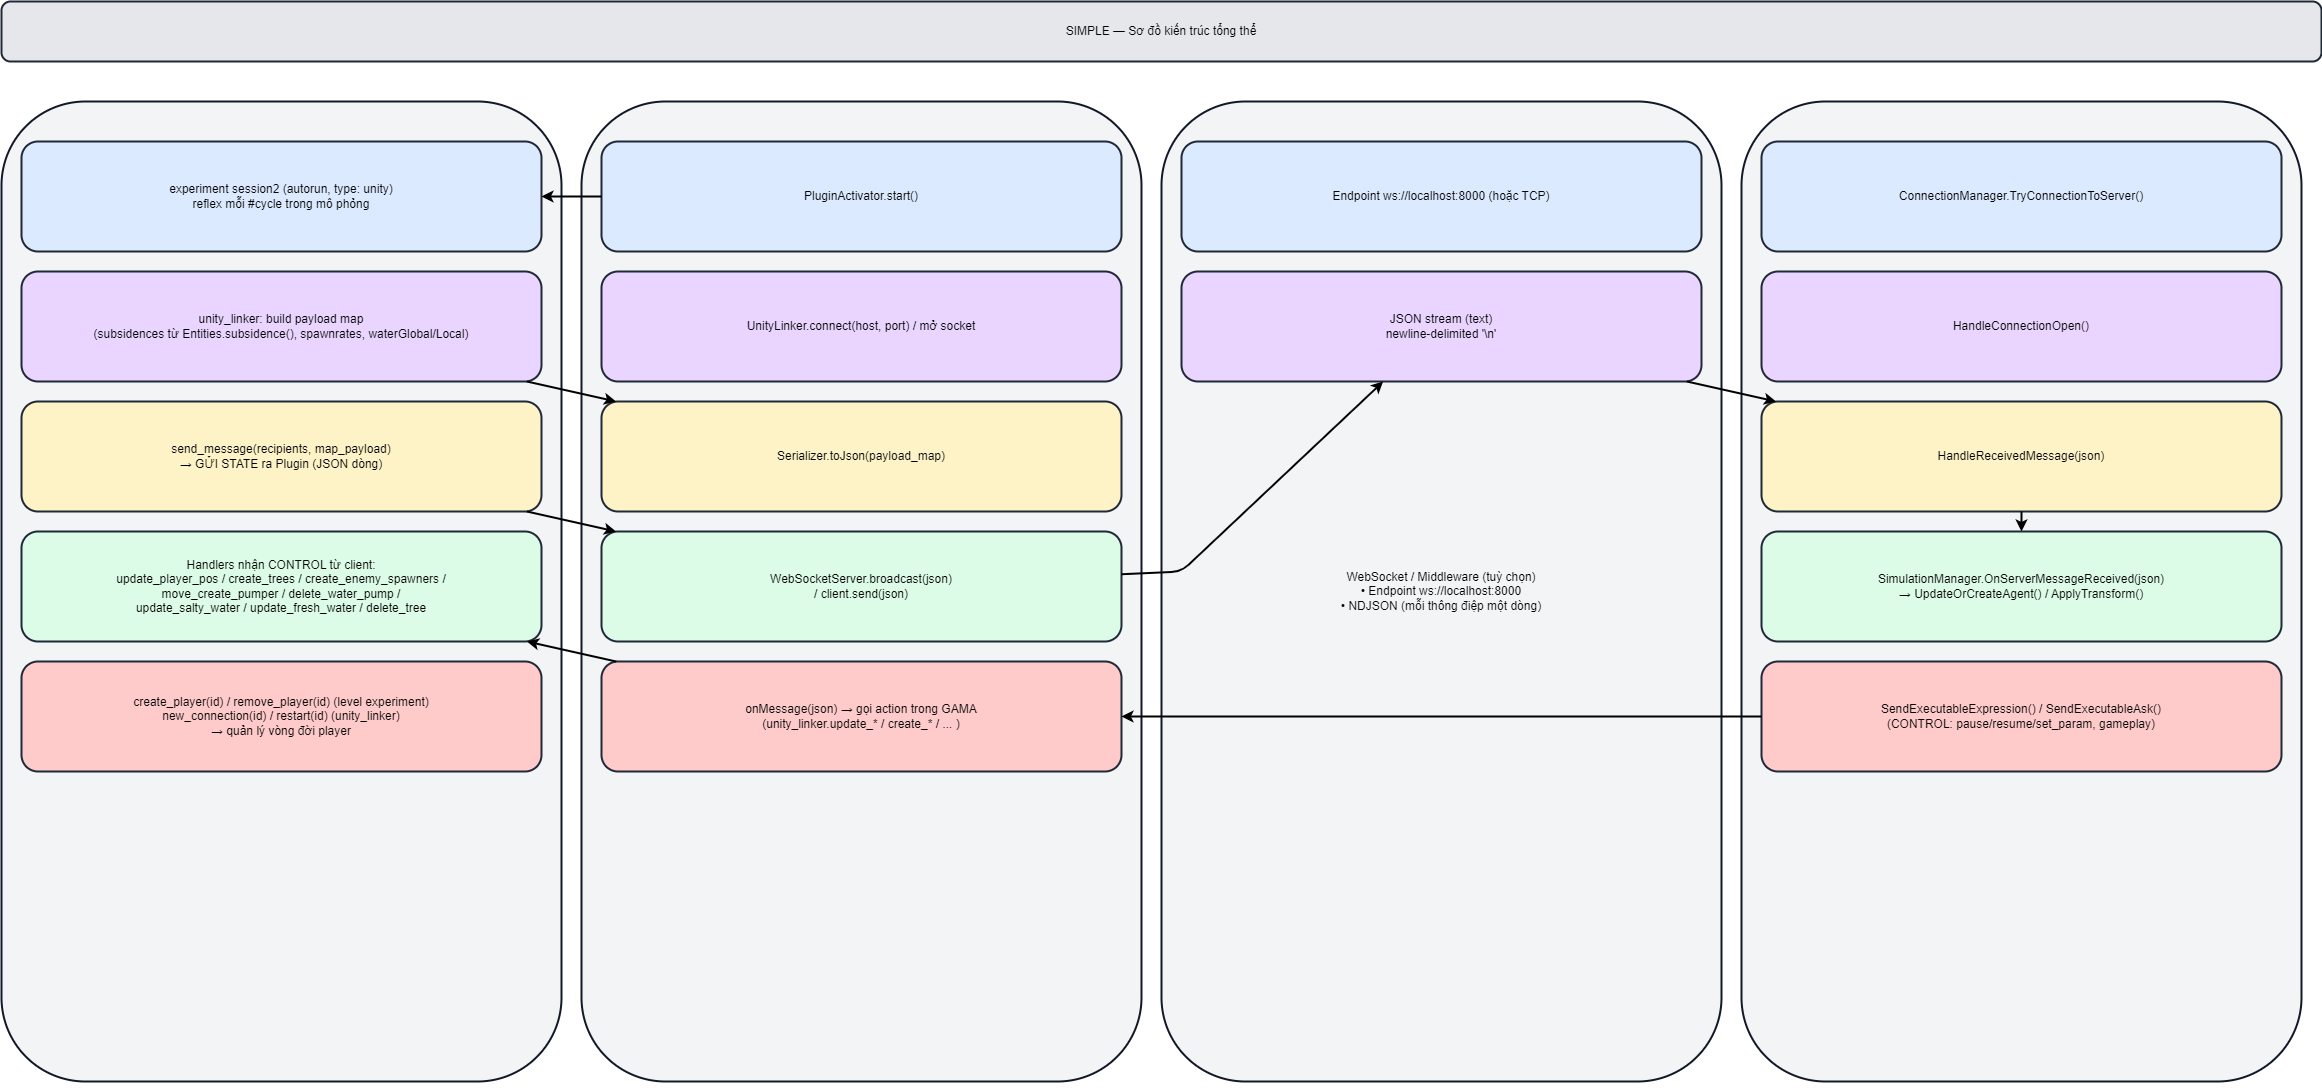 SIMPLE — Sơ đồ kiến trúc tổng thể
experiment session2 (autorun, type: unity)
reflex mỗi #cycle trong mô phỏng
unity_linker: build payload map
(subsidences từ Entities.subsidence(), spawnrates, waterGlobal/Local)
send_message(recipients, map_payload)
→ GỬI STATE ra Plugin (JSON dòng)
Handlers nhận CONTROL từ client:
update_player_pos / create_trees / create_enemy_spawners /
move_create_pumper / delete_water_pump /
update_salty_water / update_fresh_water / delete_tree
create_player(id) / remove_player(id) (level experiment)
new_connection(id) / restart(id) (unity_linker)
→ quản lý vòng đời player
PluginActivator.start()
UnityLinker.connect(host, port) / mở socket
Serializer.toJson(payload_map)
WebSocketServer.broadcast(json)
/ client.send(json)
onMessage(json) → gọi action trong GAMA
(unity_linker.update_* / create_* / ... )
Endpoint ws://localhost:8000 (hoặc TCP)
JSON stream (text)
newline-delimited '\n'
WebSocket / Middleware (tuỳ chọn)
• Endpoint ws://localhost:8000
• NDJSON (mỗi thông điệp một dòng)
ConnectionManager.TryConnectionToServer()
HandleConnectionOpen()
HandleReceivedMessage(json)
SimulationManager.OnServerMessageReceived(json)
→ UpdateOrCreateAgent() / ApplyTransform()
SendExecutableExpression() / SendExecutableAsk()
(CONTROL: pause/resume/set_param, gameplay)